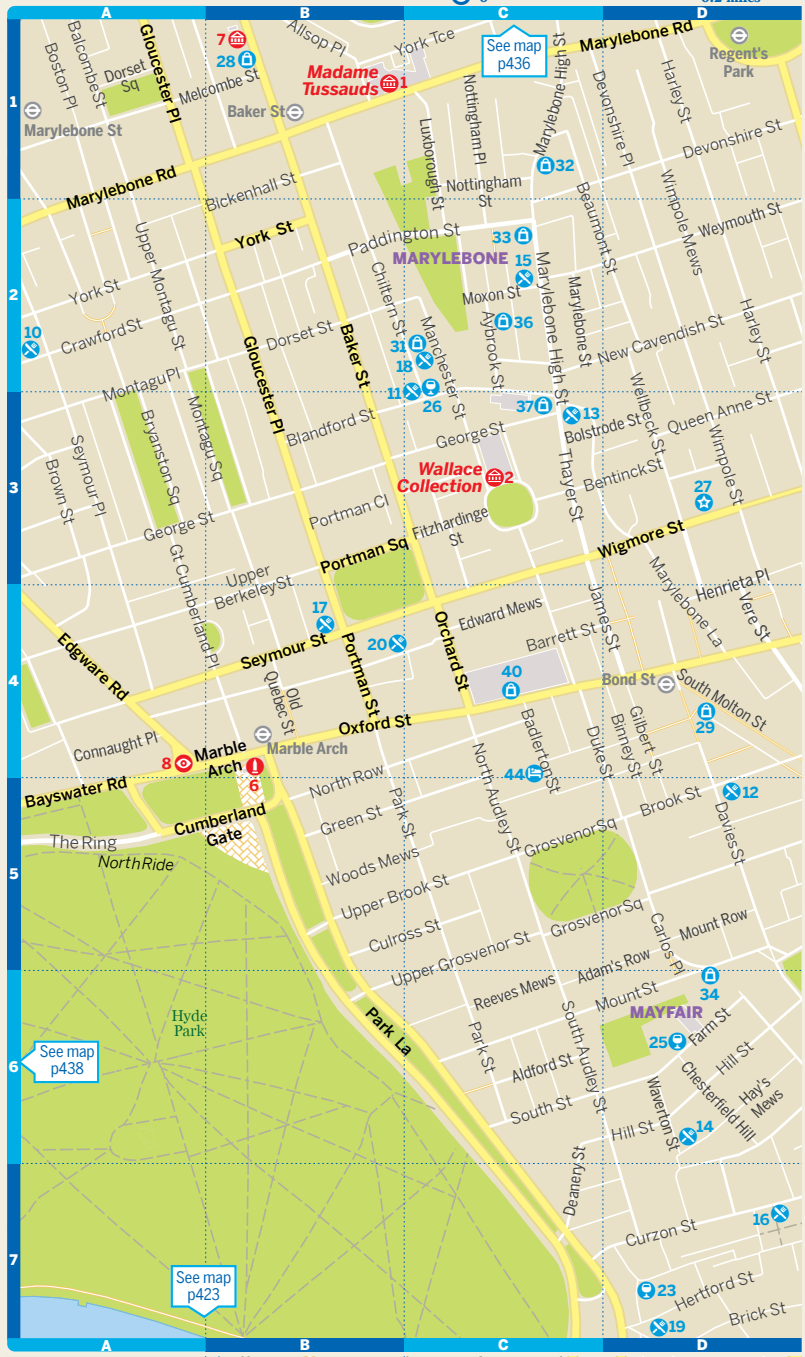 A
B
C
D
1
2
3
4
5
6
7
Balcombe St
Boston Pl
Dorset
Sq
Gloucester Pl
7
28
Melcombe St
Marylebone St
Baker St
Allsop Pl
York Tce
Madame
Tussauds
1
See map
p436
Marylebone High St
Marylebone Rd
Regent's
Park
Harley St
Devonshire Pl
Devonshire St
Nottingham Pl
Luxborough St
32
Nottingham
St
Marylebone Rd
Bickenhall St
Beaumont St
Wimpole Mews
Weymouth St
York St
Paddington St
33
MARYLEBONE
15
Upper Montagu St
York St
Crawford St
10
Chiltern St
Moxon St
Marylebone High St
Marylebone St
Harley St
36
Aybrook St
Dorset St
Baker St
Gloucester Pl
31
18
Manchester St
New Cavendish St
Montagu Pl
11
26
37
13
Bolstrode St
Welbeck St
Queen Anne St
Bryanston Sq
Montagu Sq
Blandford St
George St
Seymour Pl
Brown St
Wallace
Collection
2
Thayer St
Bentinck St
Wimpole St
27
Portman Cl
Fitzhardinge
St
George St
Portman Sq
Wigmore St
Gt Cumberland Pl
Upper
Berkeley St
Marylebone La
Henrieta Pl
Vere St
17
Edward Mews
James St
Edgware Rd
Seymour St
20
Orchard St
Barrett St
Portman St
Old
Quebec St
40
Bond St
South Molton St
29
Oxford St
Connaught Pl
Marble Arch
8
Marble
Arch
6
Badlerton St
Duke St
Binney St
Gilbert St
North Audley St
44
Bayswater Rd
North Row
Park St
Green St
12
Brook St
Davies St
Cumberland
Gate
The Ring
North Ride
Woods Mews
Grosvenor Sq
Upper Brook St
Culross St
Grosvenor Sq
Carlos Pl
Mount Row
Upper Grosvenor St
Adam's Row
34
Reeves Mews
Mount St
MAYFAIR
Hyde
Park
Park La
Park St
South Audley St
25
Farm St
See map
p438
Aldford St
Hill St
Hay's
Mews
Chesterfield Hill
Waverton St
South St
Hill St
14
Deanery St
16
Curzon St
See map
p423
23
Hertford St
19
Brick St
A
B
C
D